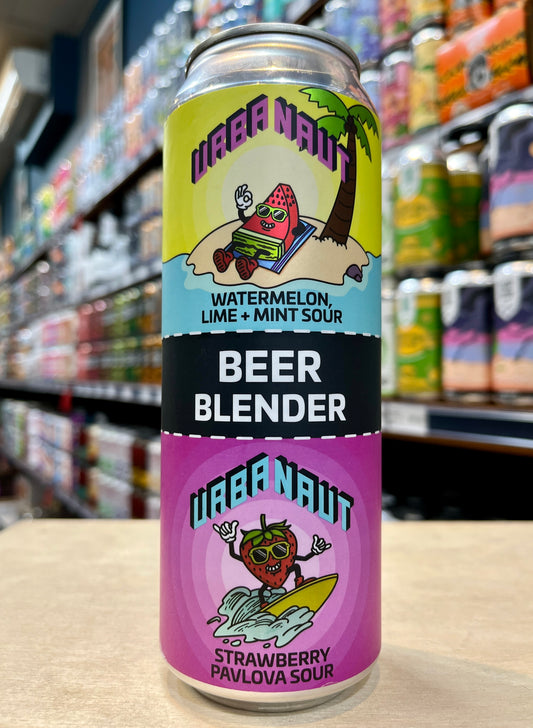 URBANAUT
WATERMELON,
LIME + MINT SOUR
BEER
BLENDER
URBANAUT
STRAWBERRY
PAVLOVA SOUR